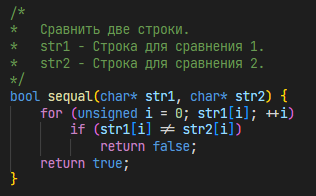 /*
*   Сравнить две строки.
*   str1 - Строка для сравнения 1.
*   str2 - Строка для сравнения 2.
*/
bool sequal(char* str1, char* str2) {
    for (unsigned i = 0; str1[i]; ++i)
        if (str1[i] ≠ str2[i])
            return false;
    return true;
}